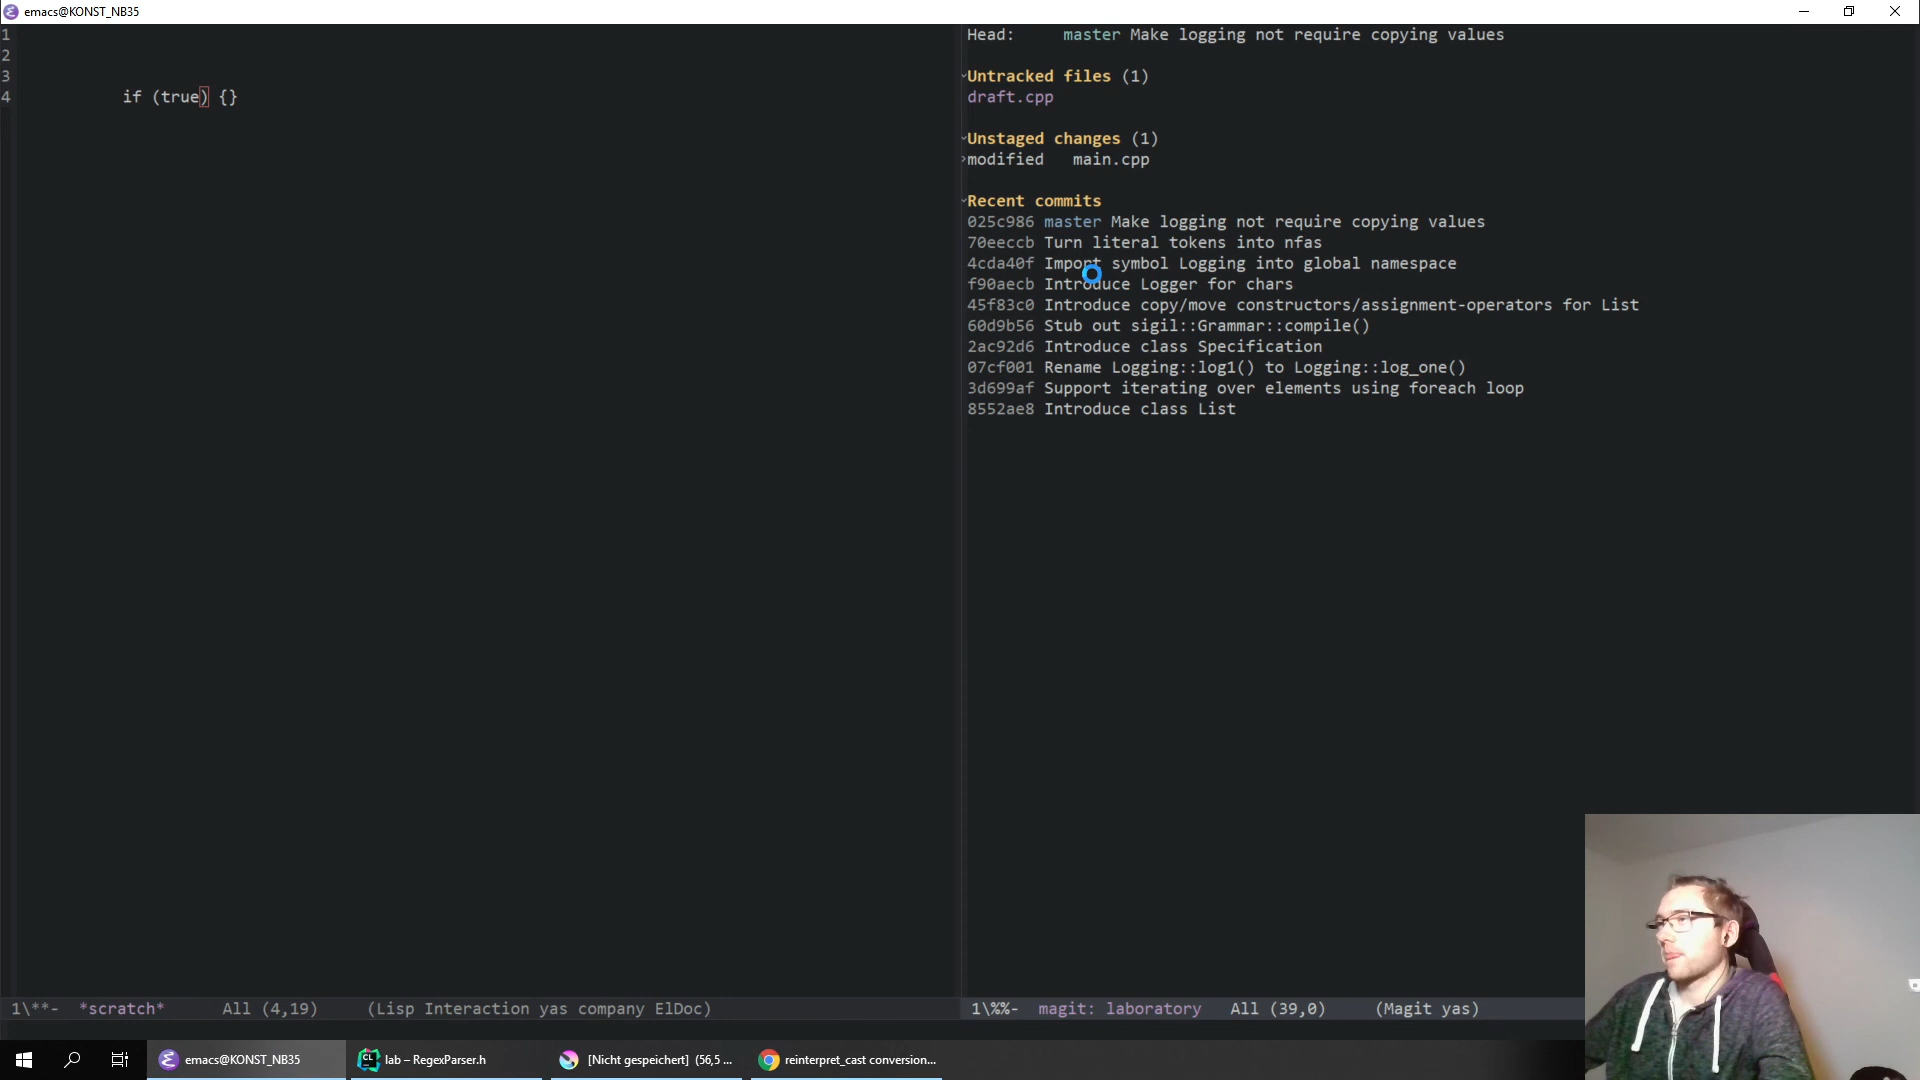 emacs@KONST_NB35
1
2
3
4 if (true) {}
1\**- *scratch* All (4,19) (Lisp Interaction yas company ElDoc)
Head: master Make logging not require copying values
Untracked files (1)
draft.cpp
Unstaged changes (1)
modified main.cpp
Recent commits
025c986 master Make logging not require copying values
70eeccb Turn literal tokens into nfas
4cda40f Import symbol Logging into global namespace
f90aecb Introduce Logger for chars
45f83c0 Introduce copy/move constructors/assignment-operators for List
60d9b56 Stub out sigil::Grammar::compile()
2ac92d6 Introduce class Specification
07cf001 Rename Logging::log1() to Logging::log_one()
3d699af Support iterating over elements using foreach loop
8552ae8 Introduce class List
1\%%- magit: laboratory All (39,0) (Magit yas)
emacs@KONST_NB35
CL lab – RegexParser.h
[Nicht gespeichert] (56,5 ...
reinterpret_cast conversion...